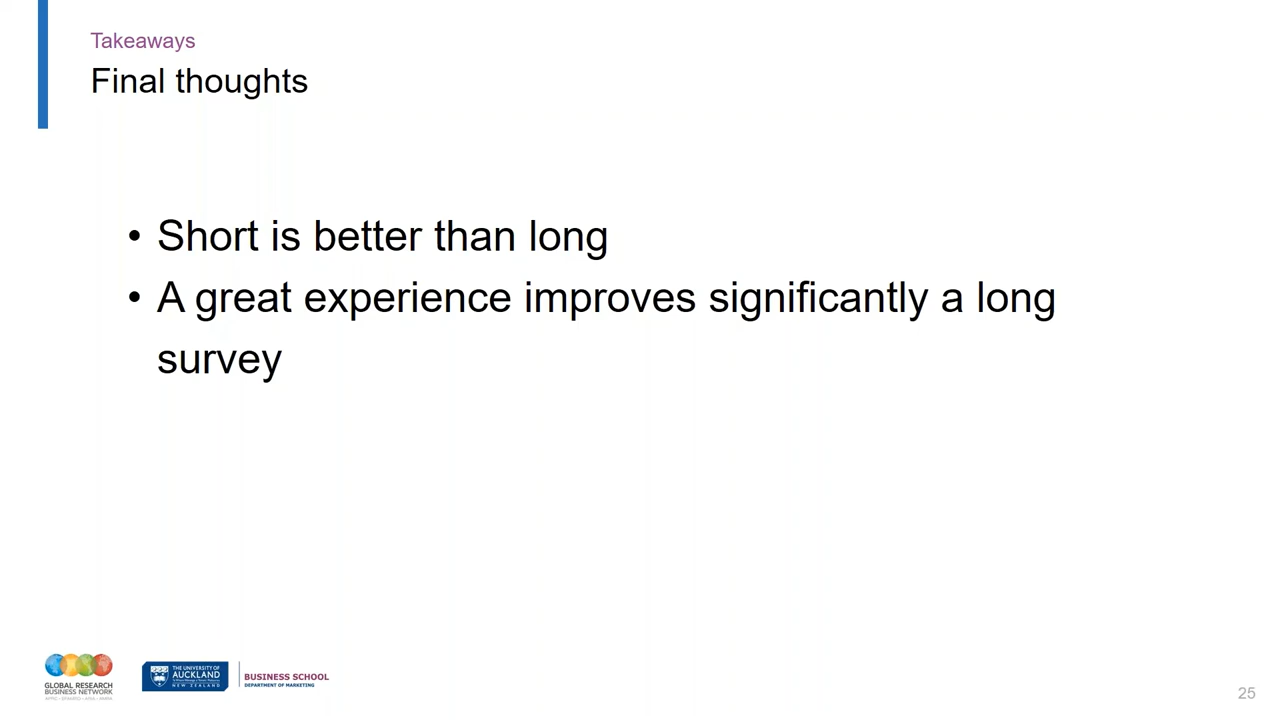 Takeaways
Final thoughts
• Short is better than long
• A great experience improves significantly a long
survey
GLOBAL RESEARCH
BUSINESS NETWORK
THE UNIVERSITY OF
AUCKLAND
NEW ZEALAND
BUSINESS SCHOOL
DEPARTMENT OF MARKETING
25